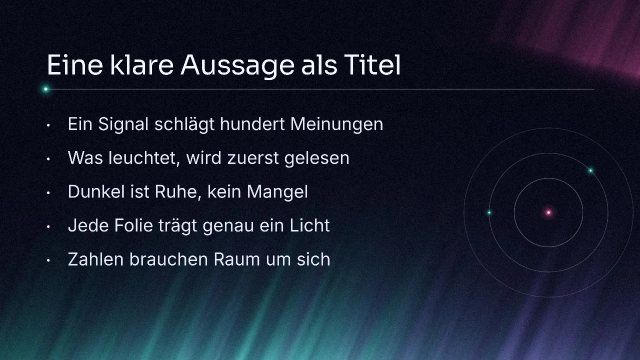 Eine klare Aussage als Titel
· Ein Signal schlägt hundert Meinungen
· Was leuchtet, wird zuerst gelesen
· Dunkel ist Ruhe, kein Mangel
· Jede Folie trägt genau ein Licht
· Zahlen brauchen Raum um sich